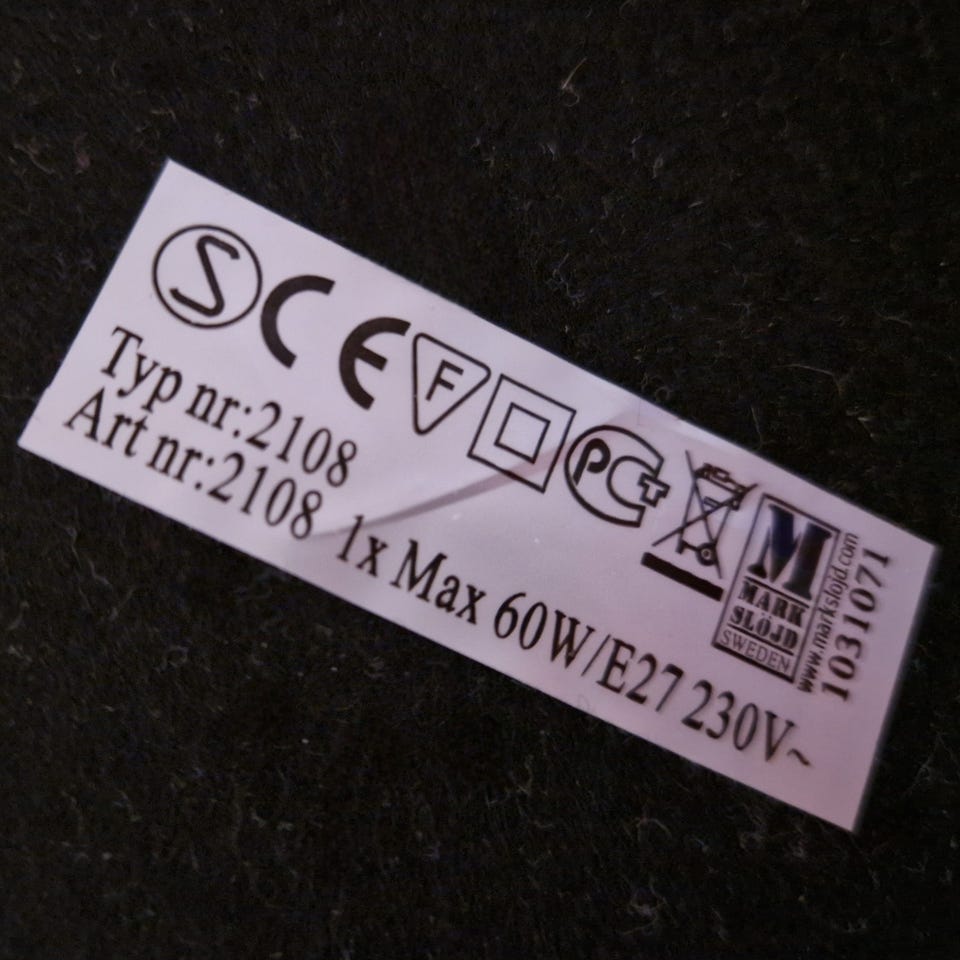 S CE F PCT
Typ nr:2108
Art nr:2108 1x Max 60W/E27 230V~
M
MARK
SLÖJD
SWEDEN
www.markslojd.com
1031071